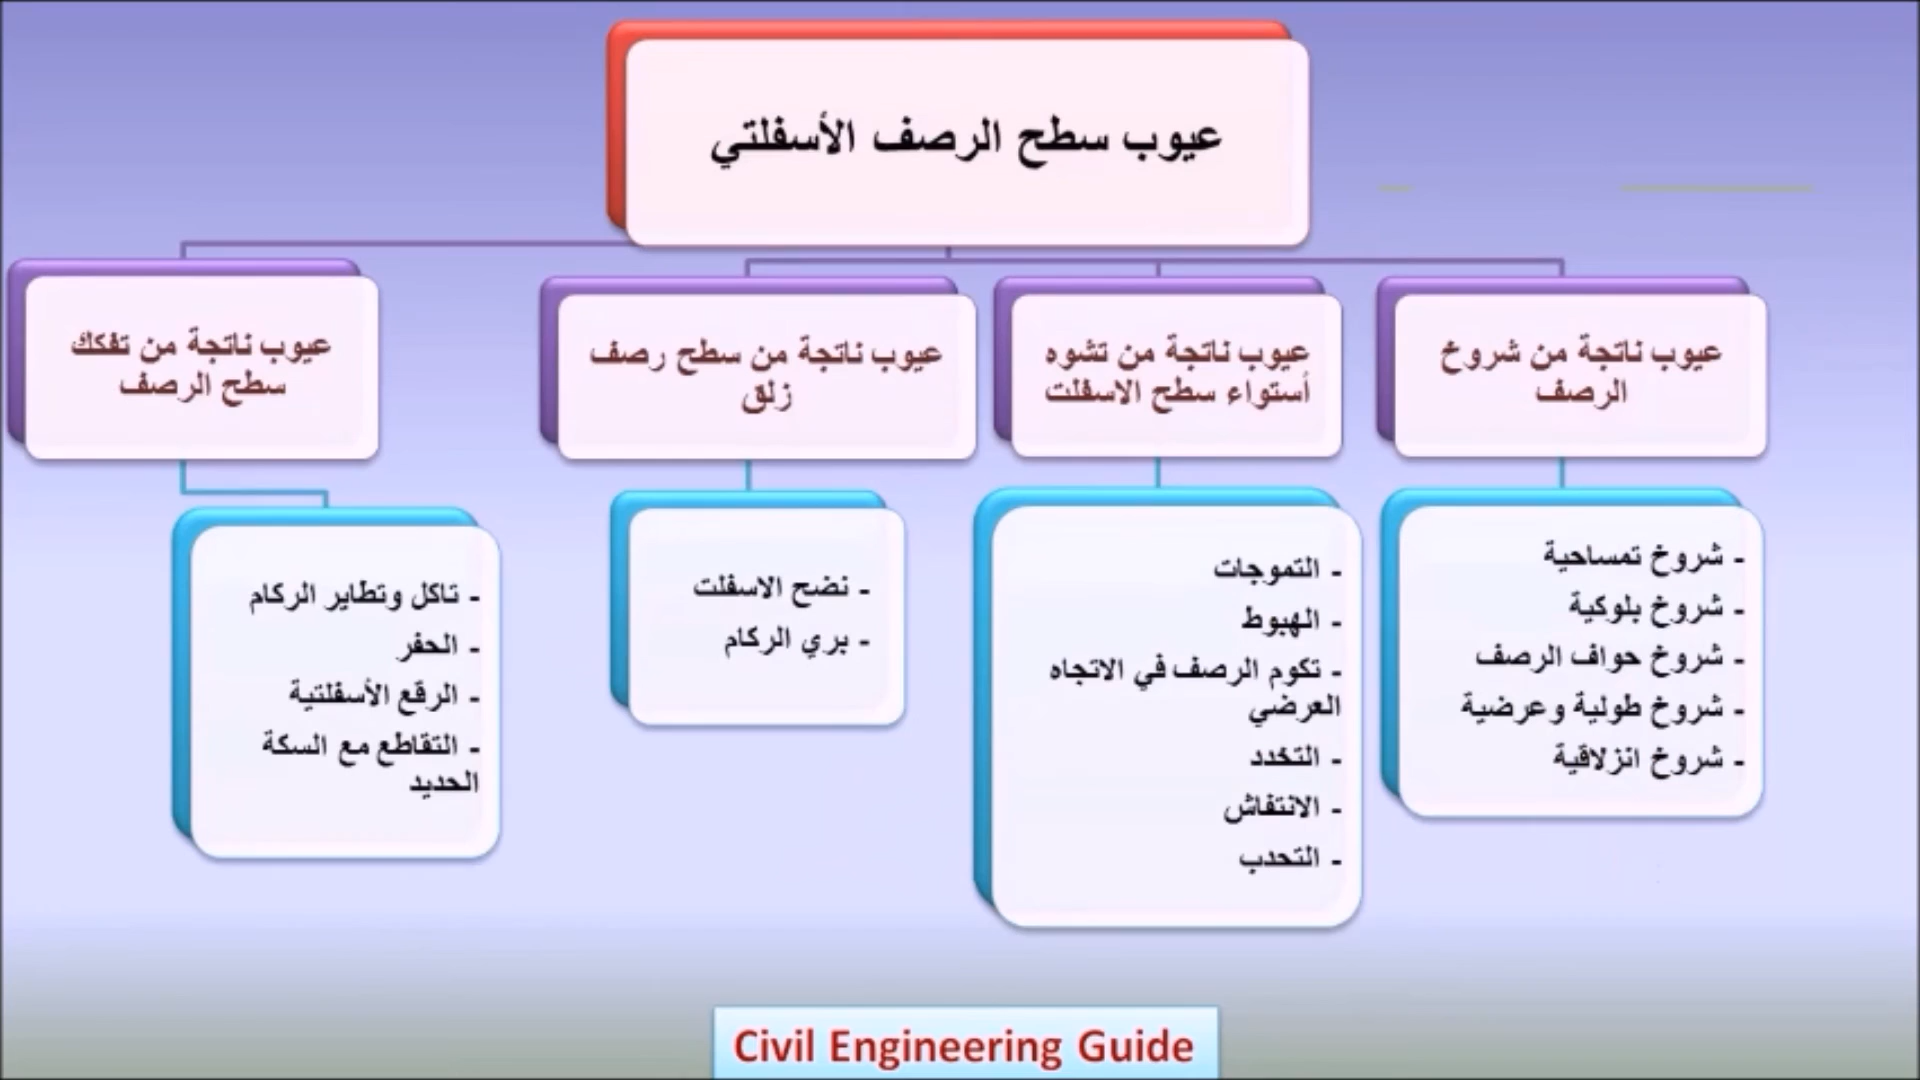 عيوب سطح الرصف الأسفلتي
عيوب ناتجة من شروخ
الرصف
- شروخ تمساحية
- شروخ بلوكية
- شروخ حواف الرصف
- شروخ طولية وعرضية
- شروخ انزلاقية
عيوب ناتجة من تشوه
أستواء سطح الاسفلت
- التموجات
- الهبوط
- تكوم الرصف في الاتجاه
العرضي
- التخدد
- الانتفاش
- التحدب
عيوب ناتجة من سطح رصف
زلق
- نضح الاسفلت
- بري الركام
عيوب ناتجة من تفكك
سطح الرصف
- تاكل وتطاير الركام
- الحفر
- الرقع الأسفلتية
- التقاطع مع السكة
الحديد
Civil Engineering Guide